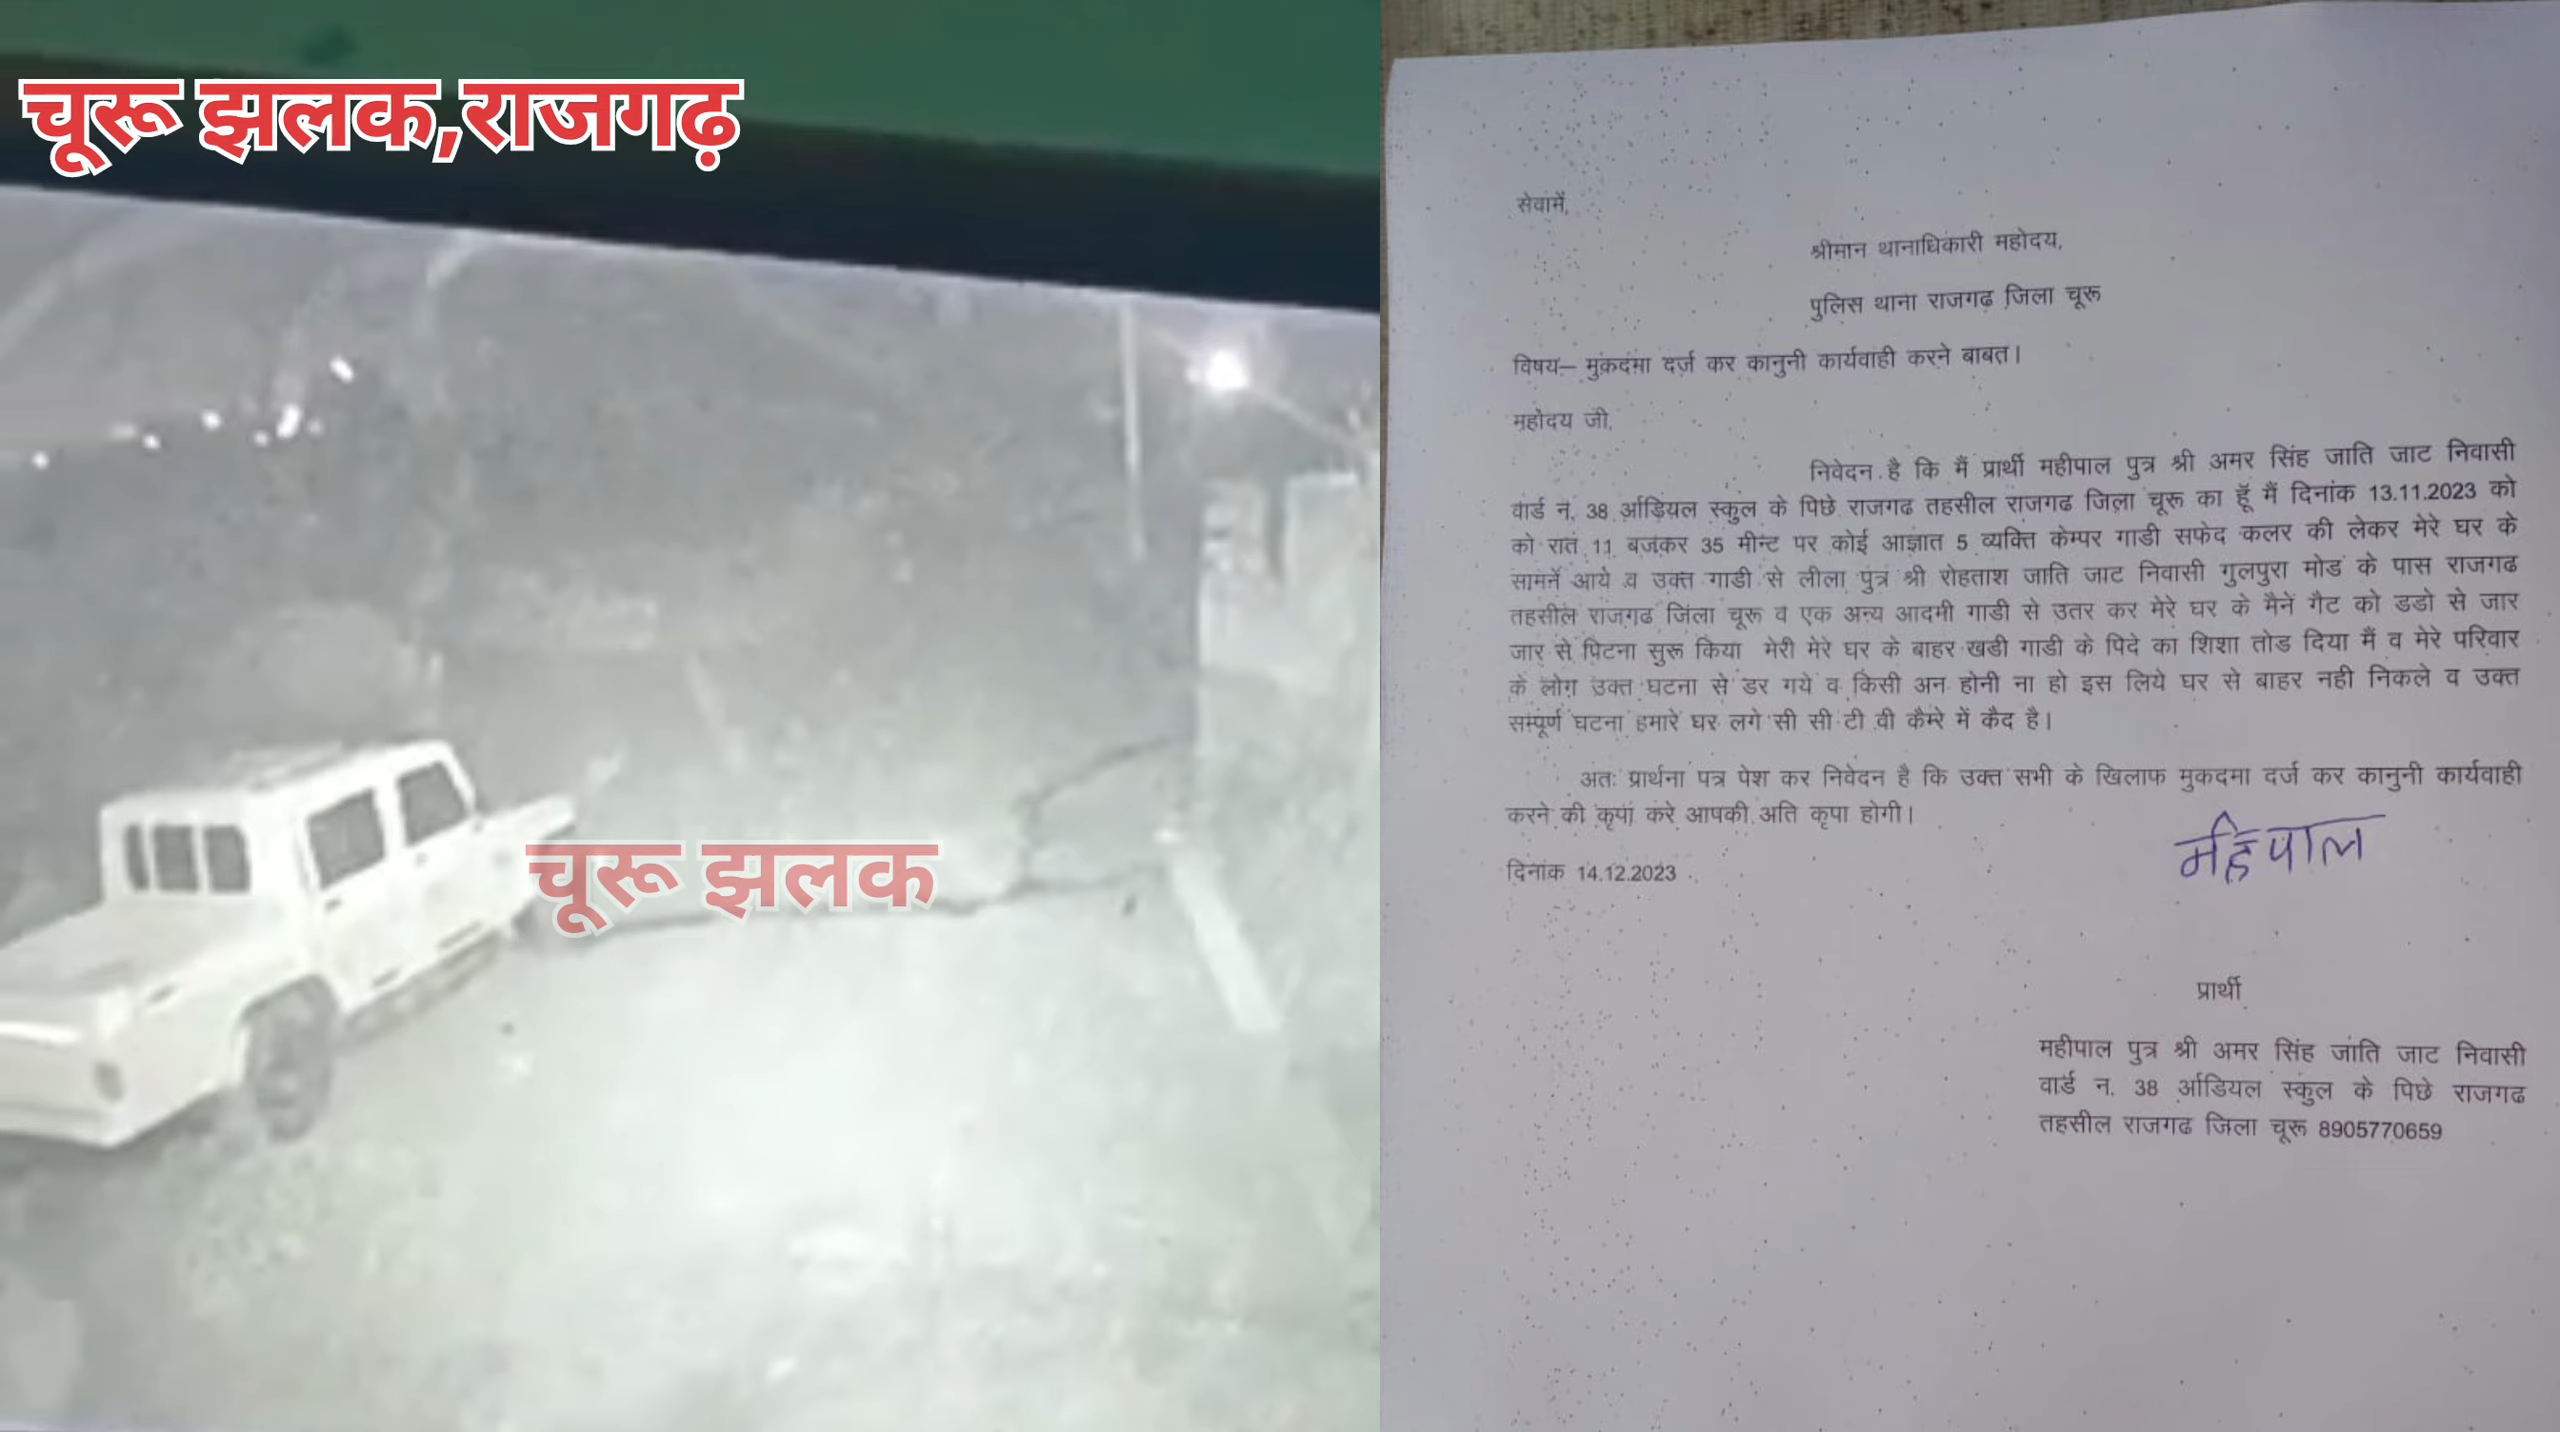 चूरू झलक,राजगढ़
चूरू झलक
सेवामें,
श्रीमान थानाधिकारी महोदय,
पुलिस थाना राजगढ जिला चूरू
विषय– मुकदमा दर्ज कर कानुनी कार्यवाही करने बाबत।
महोदय जी,
निवेदन है कि मैं प्रार्थी महीपाल पुत्र श्री अमर सिंह जाति जाट निवासी
वार्ड न. 38 र्आडियल स्कुल के पिछे राजगढ तहसील राजगढ जिला चूरू का हूॅ मैं दिनांक 13.11.2023 को
को रात 11 बजकर 35 मीन्ट पर कोई आज्ञात 5 व्यक्ति केम्पर गाडी सफेद कलर की लेकर मेरे घर के
सामनें आये व उक्त गाडी से लीला पुत्र श्री रोहताश जाति जाट निवासी गुलपुरा मोड के पास राजगढ
तहसील राजगढ जिला चूरू व एक अन्य आदमी गाडी से उतर कर मेरे घर के मैनें गैट को डडो से जार
जार से पिटना सुरू किया मेरी मेरे घर के बाहर खडी गाडी के पिदे का शिशा तोड दिया मैं व मेरे परिवार
के लोग उक्त घटना से डर गये व किसी अन होनी ना हो इस लिये घर से बाहर नही निकले व उक्त
सम्पूर्ण घटना हमारे घर लगे सी सी टी वी कैम्रे में कैद है।
अतः प्रार्थना पत्र पेश कर निवेदन है कि उक्त सभी के खिलाफ मुकदमा दर्ज कर कानुनी कार्यवाही
करने की कृपा करे आपकी अति कृपा होगी।
महिपाल
दिनांक 14.12.2023
प्रार्थी
महीपाल पुत्र श्री अमर सिंह जाति जाट निवासी
वार्ड न. 38 र्आडियल स्कुल के पिछे राजगढ
तहसील राजगढ जिला चूरू 8905770659